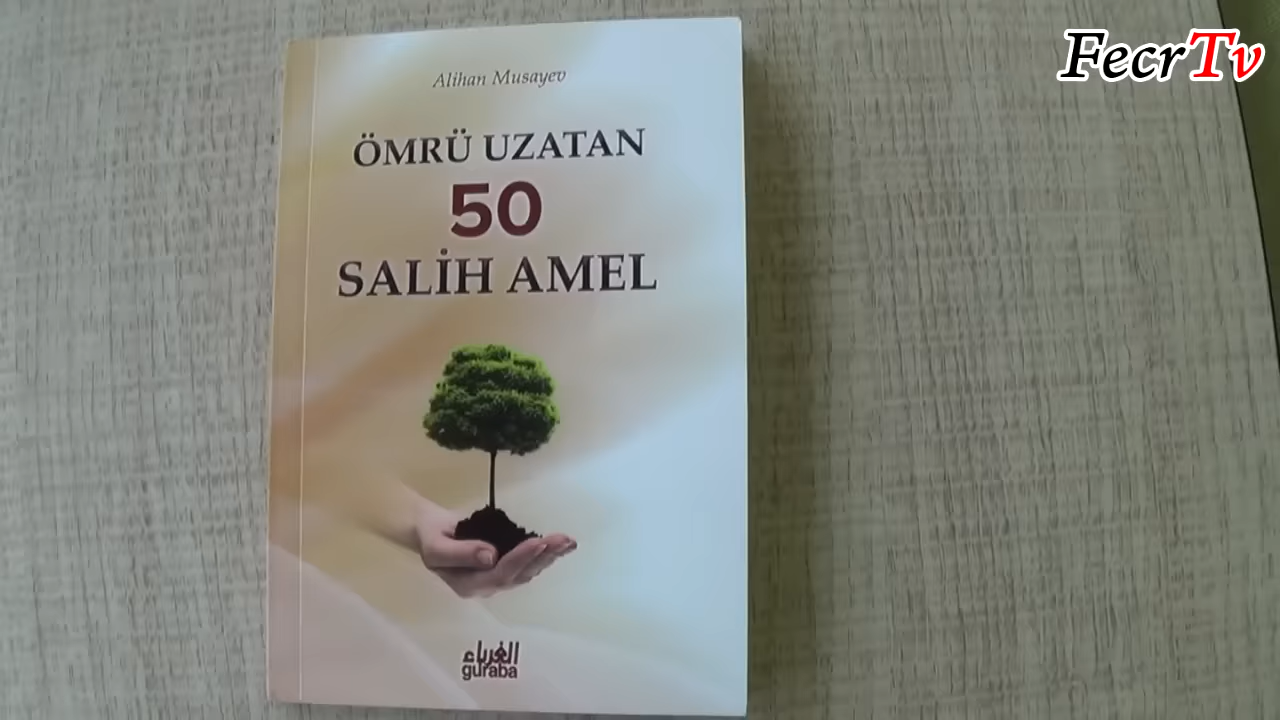 FecrTv
Alihan Musayev
ÖMRÜ UZATAN
50
SALİH AMEL
الغرباء
guraba